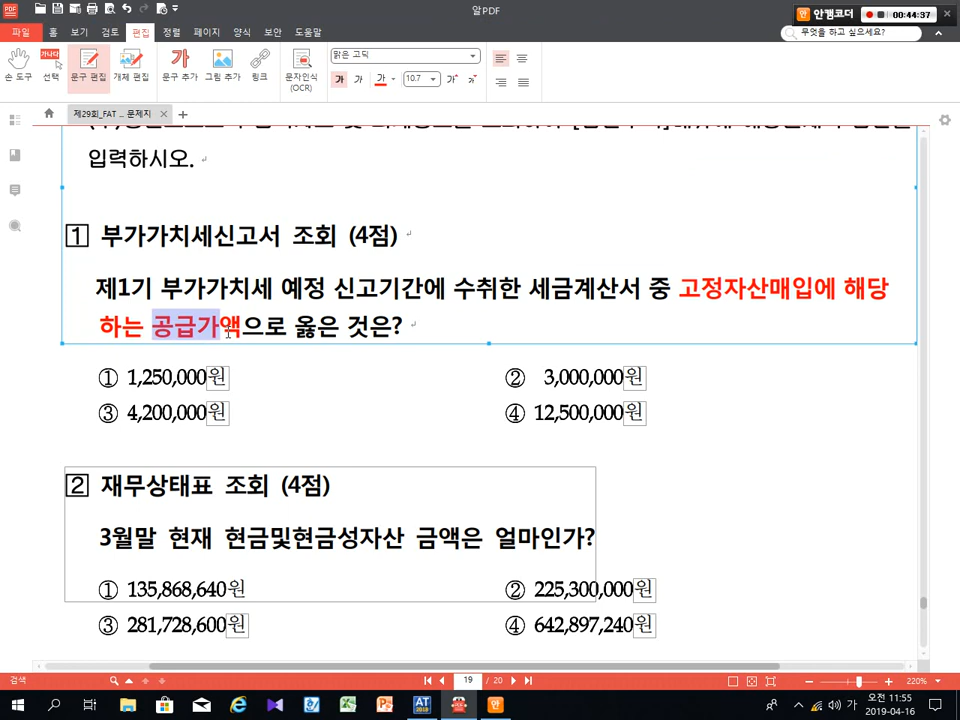 알PDF
안캠코더
00:44:37
파일 홈 보기 검토 편집 정렬 페이지 양식 보안 도움말
무엇을 하고 싶으세요?
가나다
맑은 고딕
10.7
손 도구 선택 문구 편집 개체 편집 문구 추가 그림 추가 링크 문자인식 (OCR)
제29회_FAT ... 문제지
입력하시오.
1 부가가치세신고서 조회 (4점)
제1기 부가가치세 예정 신고기간에 수취한 세금계산서 중 고정자산매입에 해당
하는 공급가액으로 옳은 것은?
① 1,250,000원 ② 3,000,000원
③ 4,200,000원 ④ 12,500,000원
2 재무상태표 조회 (4점)
3월말 현재 현금및현금성자산 금액은 얼마인가?
① 135,868,640원 ② 225,300,000원
③ 281,728,600원 ④ 642,897,240원
검색 19 / 20 220%
오전 11:55
2019-04-16